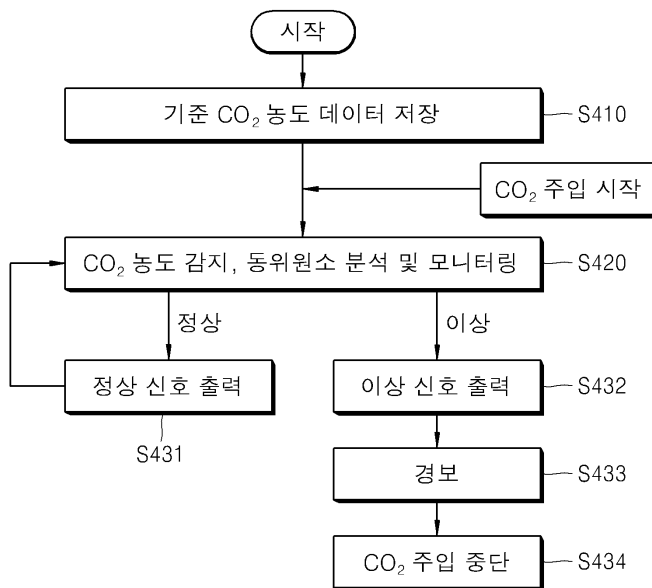 시작
기준 CO₂ 농도 데이터 저장
S410
CO₂ 주입 시작
CO₂ 농도 감지, 동위원소 분석 및 모니터링
S420
정상
이상
정상 신호 출력
S431
이상 신호 출력
S432
경보
S433
CO₂ 주입 중단
S434